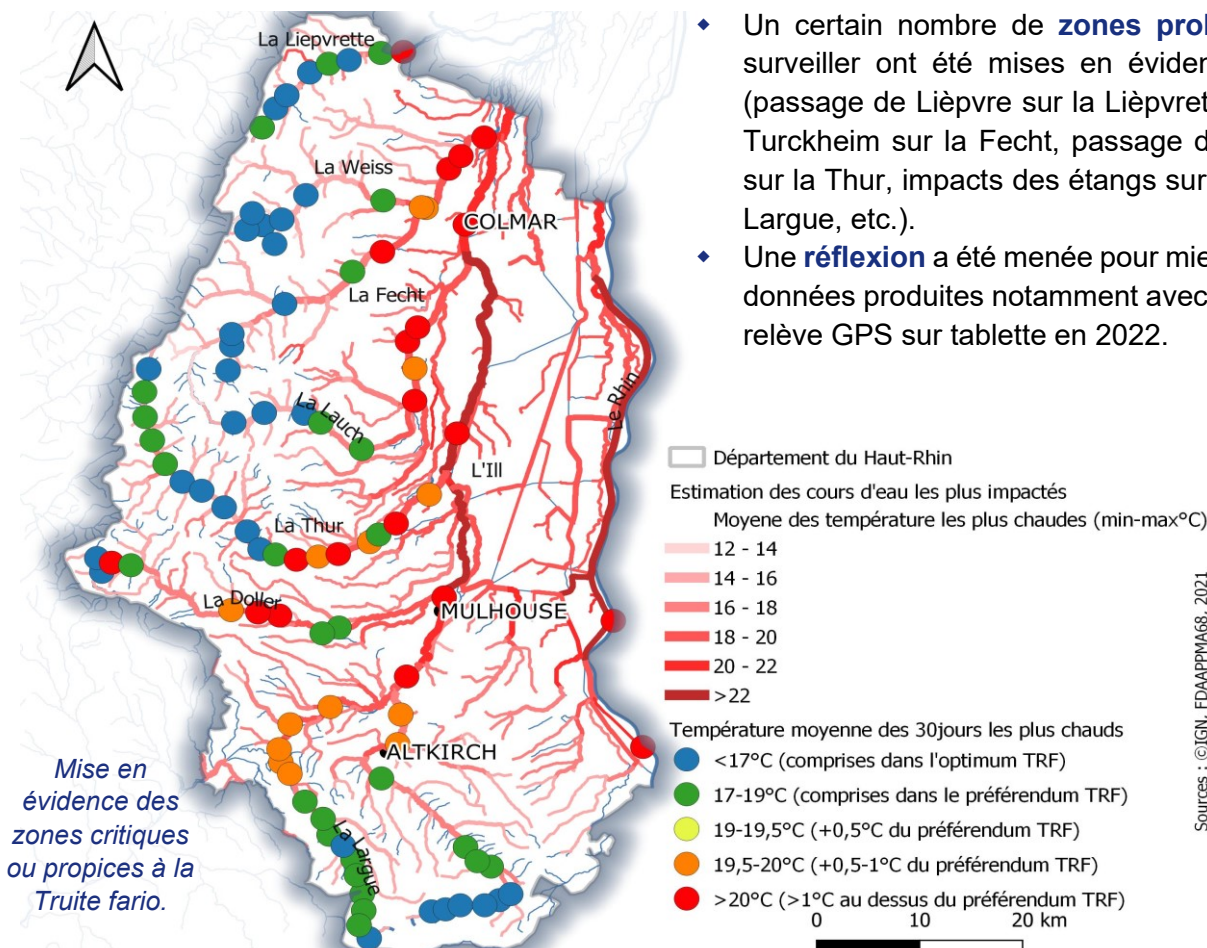 Un certain nombre de zones
surveiller ont été mises en
(passage de Lièpvre sur la
Turckheim sur la Fecht, passage
sur la Thur, impacts des étangs sur
Largue, etc.).
Une réflexion a été menée pour
données produites notamment avec
relève GPS sur tablette en 2022.
La Liepvrette
La Weiss
COLMAR
La Fecht
La Lauch
L'Ill
Le Rhin
La Thur
La Doller
MULHOUSE
ALTKIRCH
La Largue
Mise en
évidence des
zones critiques
ou propices à la
Truite fario.
Département du Haut-Rhin
Estimation des cours d'eau les plus impactés
Moyene des température les plus chaudes (min-max°C)
12 - 14
14 - 16
16 - 18
18 - 20
20 - 22
>22
Température moyenne des 30jours les plus chauds
<17°C (comprises dans l'optimum TRF)
17-19°C (comprises dans le préférendum TRF)
19-19,5°C (+0,5°C du préférendum TRF)
19,5-20°C (+0,5-1°C du préférendum TRF)
>20°C (>1°C au dessus du préférendum TRF)
0 10 20 km
Sources : ©IGN, FDAAPPMA68, 2021